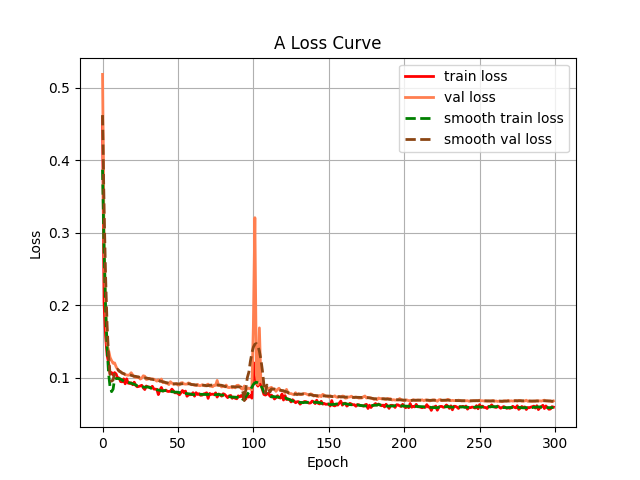 A Loss Curve
train loss
val loss
smooth train loss
smooth val loss
0.5
0.4
0.3
0.2
0.1
Loss
0 50 100 150 200 250 300
Epoch